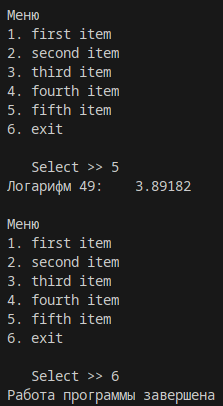 Меню
1. first item
2. second item
3. third item
4. fourth item
5. fifth item
6. exit
Select >> 5
Логарифм 49: 3.89182
Меню
1. first item
2. second item
3. third item
4. fourth item
5. fifth item
6. exit
Select >> 6
Работа программы завершена